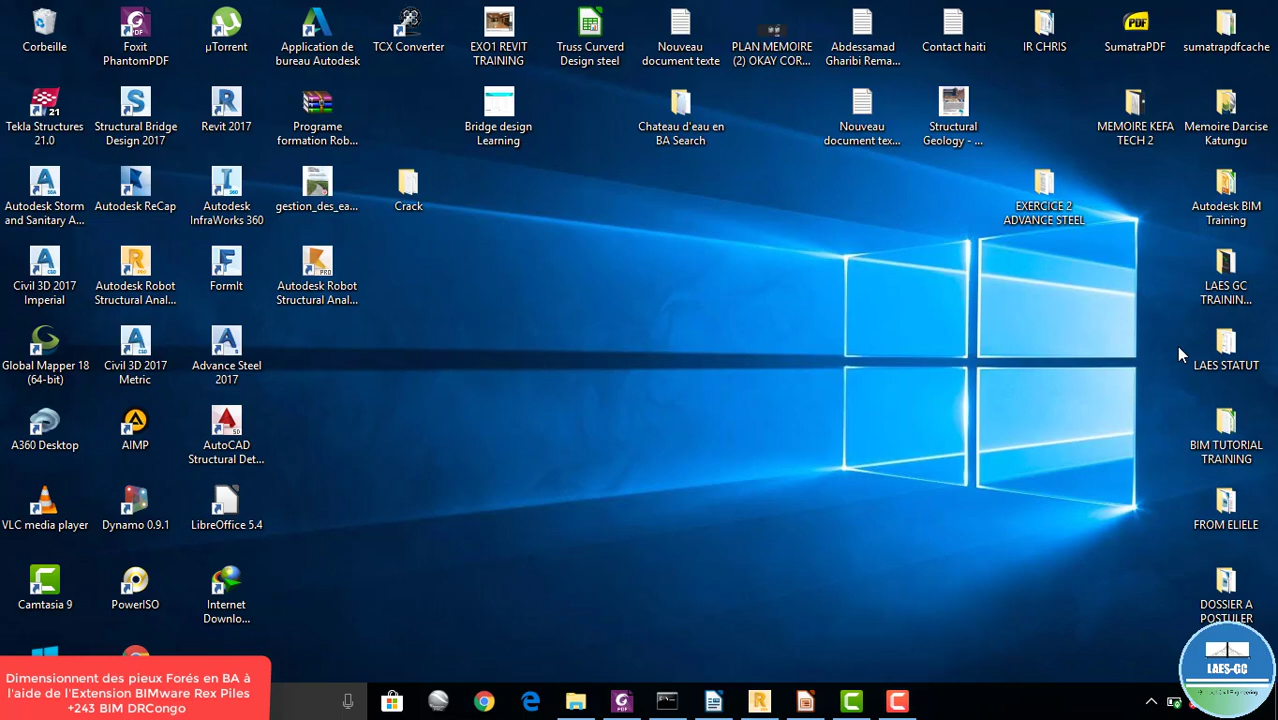 Corbeille
Foxit
PhantomPDF
µTorrent
Application de
bureau Autodesk
TCX Converter
EXO1 REVIT
TRAINING
Truss Curverd
Design steel
Nouveau
document texte
PLAN MEMOIRE
(2) OKAY COR...
Abdessamad
Gharibi Rema...
Contact haiti
IR CHRIS
PDF
SumatraPDF
sumatrapdfcache
21
Tekla Structures
21.0
Structural Bridge
Design 2017
Revit 2017
Programe
formation Rob...
Bridge design
Learning
Chateau d'eau en
BA Search
Nouveau
document tex...
Structural
Geology - ...
MEMOIRE KEFA
TECH 2
Memoire Darcise
Katungu
Autodesk Storm
and Sanitary A...
Autodesk ReCap
Autodesk
InfraWorks 360
gestion_des_ea...
Crack
EXERCICE 2
ADVANCE STEEL
Autodesk BIM
Training
Civil 3D 2017
Imperial
Autodesk Robot
Structural Anal...
FormIt
PRO
Autodesk Robot
Structural Anal...
LAES GC
TRAININ...
Global Mapper 18
(64-bit)
Civil 3D 2017
Metric
Advance Steel
2017
LAES STATUT
A360 Desktop
AIMP
AutoCAD
Structural Det...
BIM TUTORIAL
TRAINING
VLC media player
Dynamo 0.9.1
LibreOffice 5.4
FROM ELIELE
Camtasia 9
PowerISO
Internet
Downlo...
DOSSIER A
POSTULER
LAES-GC
Dimensionnent des pieux Forés en BA à
l'aide de l'Extension BIMware Rex Piles
+243 BIM DRCongo